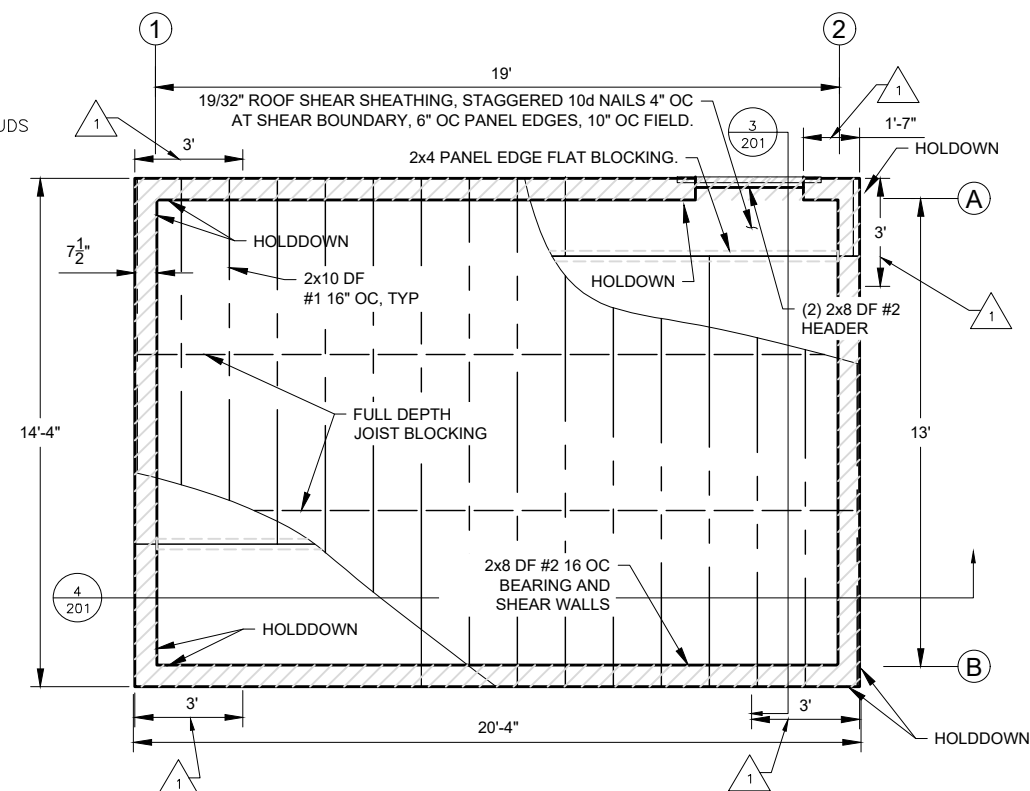 1
2
19'
19/32" ROOF SHEAR SHEATHING, STAGGERED 10d NAILS 4" OC
AT SHEAR BOUNDARY, 6" OC PANEL EDGES, 10" OC FIELD.
UDS
1
3'
3
201
1
1'-7"
HOLDOWN
2x4 PANEL EDGE FLAT BLOCKING.
A
3'
7 1/2"
HOLDDOWN
2x10 DF
#1 16" OC, TYP
HOLDOWN
(2) 2x8 DF #2
HEADER
1
FULL DEPTH
JOIST BLOCKING
14'-4"
13'
2x8 DF #2 16 OC
BEARING AND
SHEAR WALLS
4
201
HOLDDOWN
B
3'
3'
20'-4"
HOLDDOWN
1
1